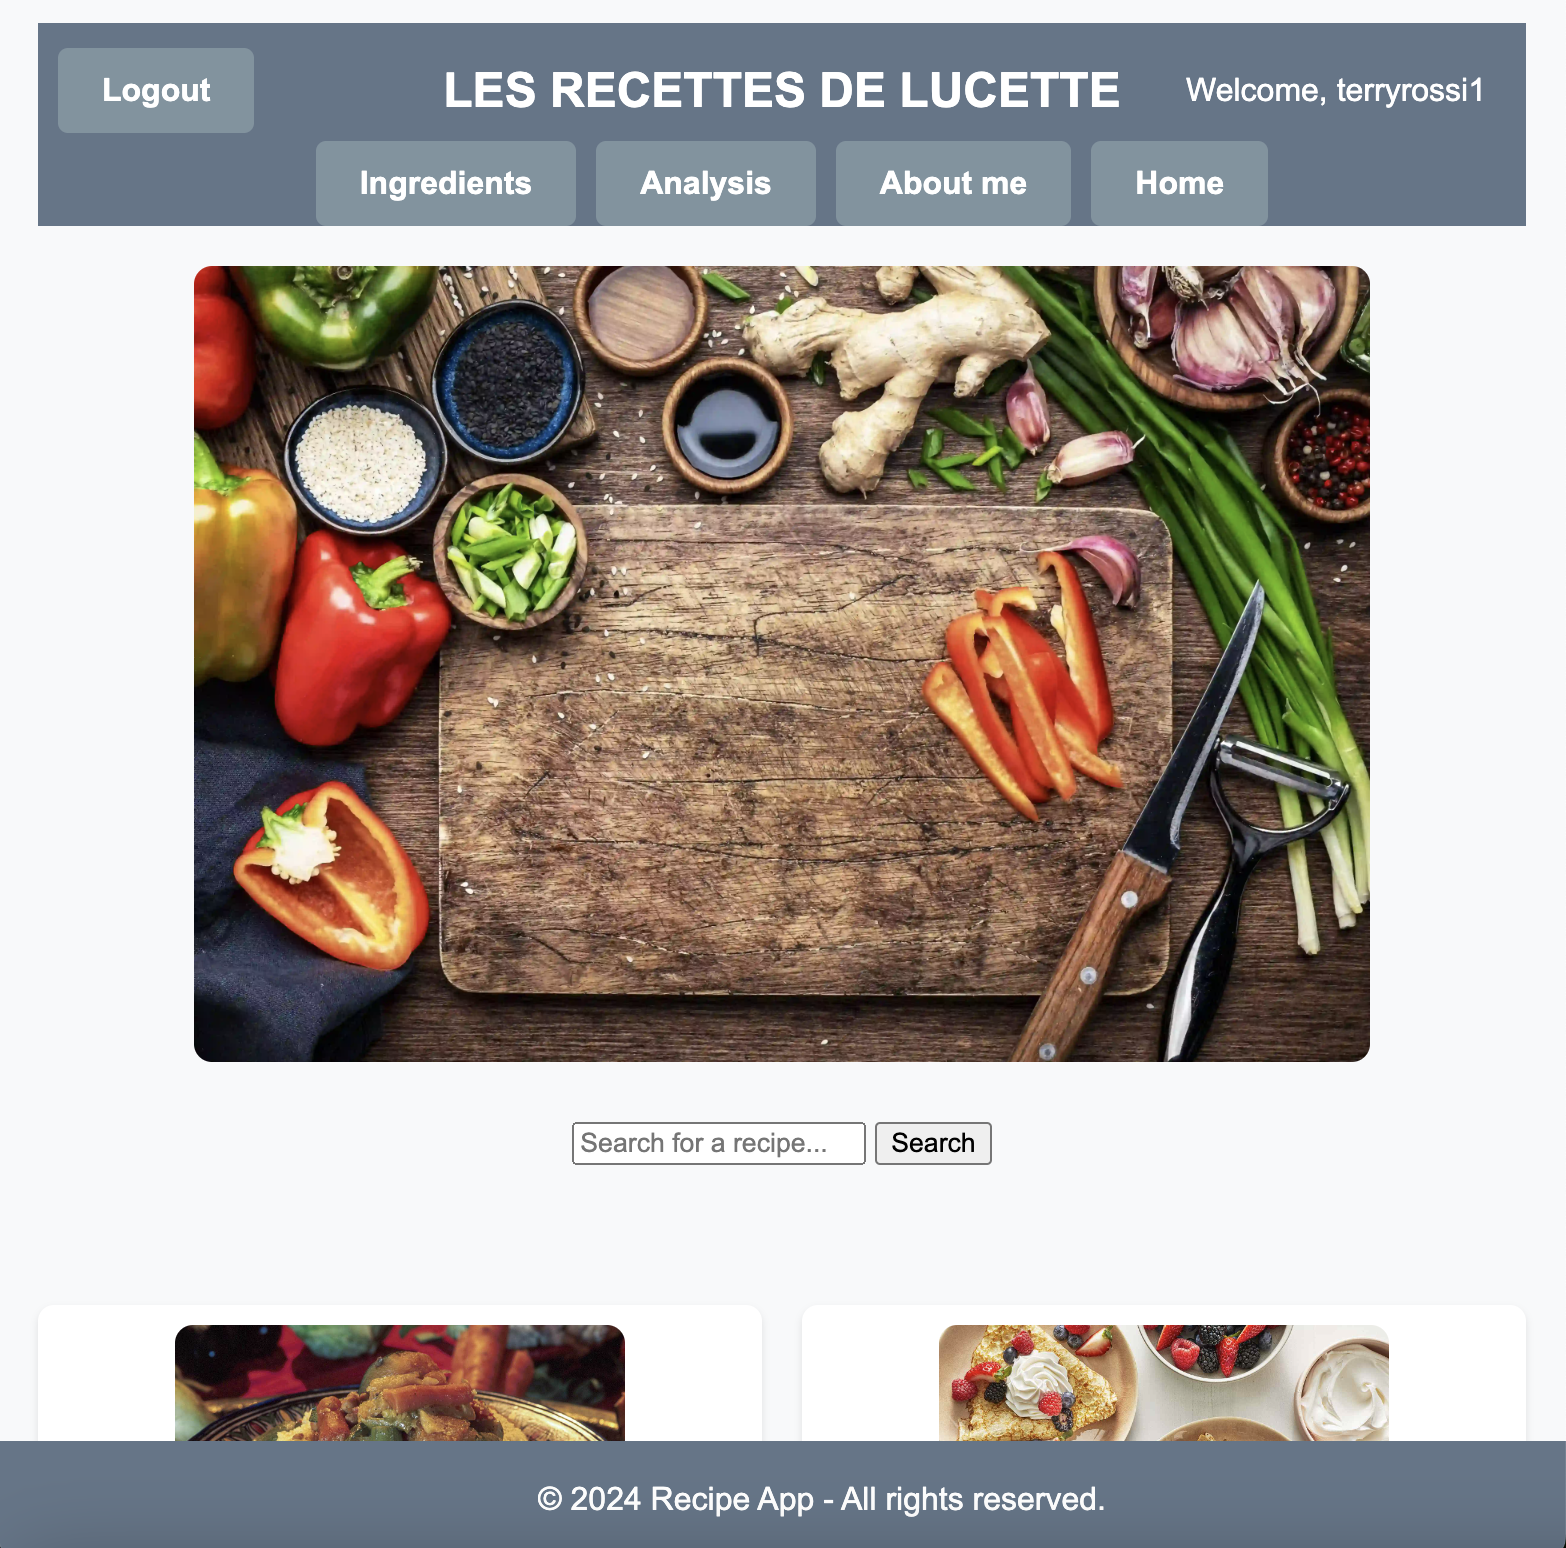 Logout
LES RECETTES DE LUCETTE
Welcome, terryrossi1
Ingredients
Analysis
About me
Home
Search for a recipe...
Search
© 2024 Recipe App - All rights reserved.